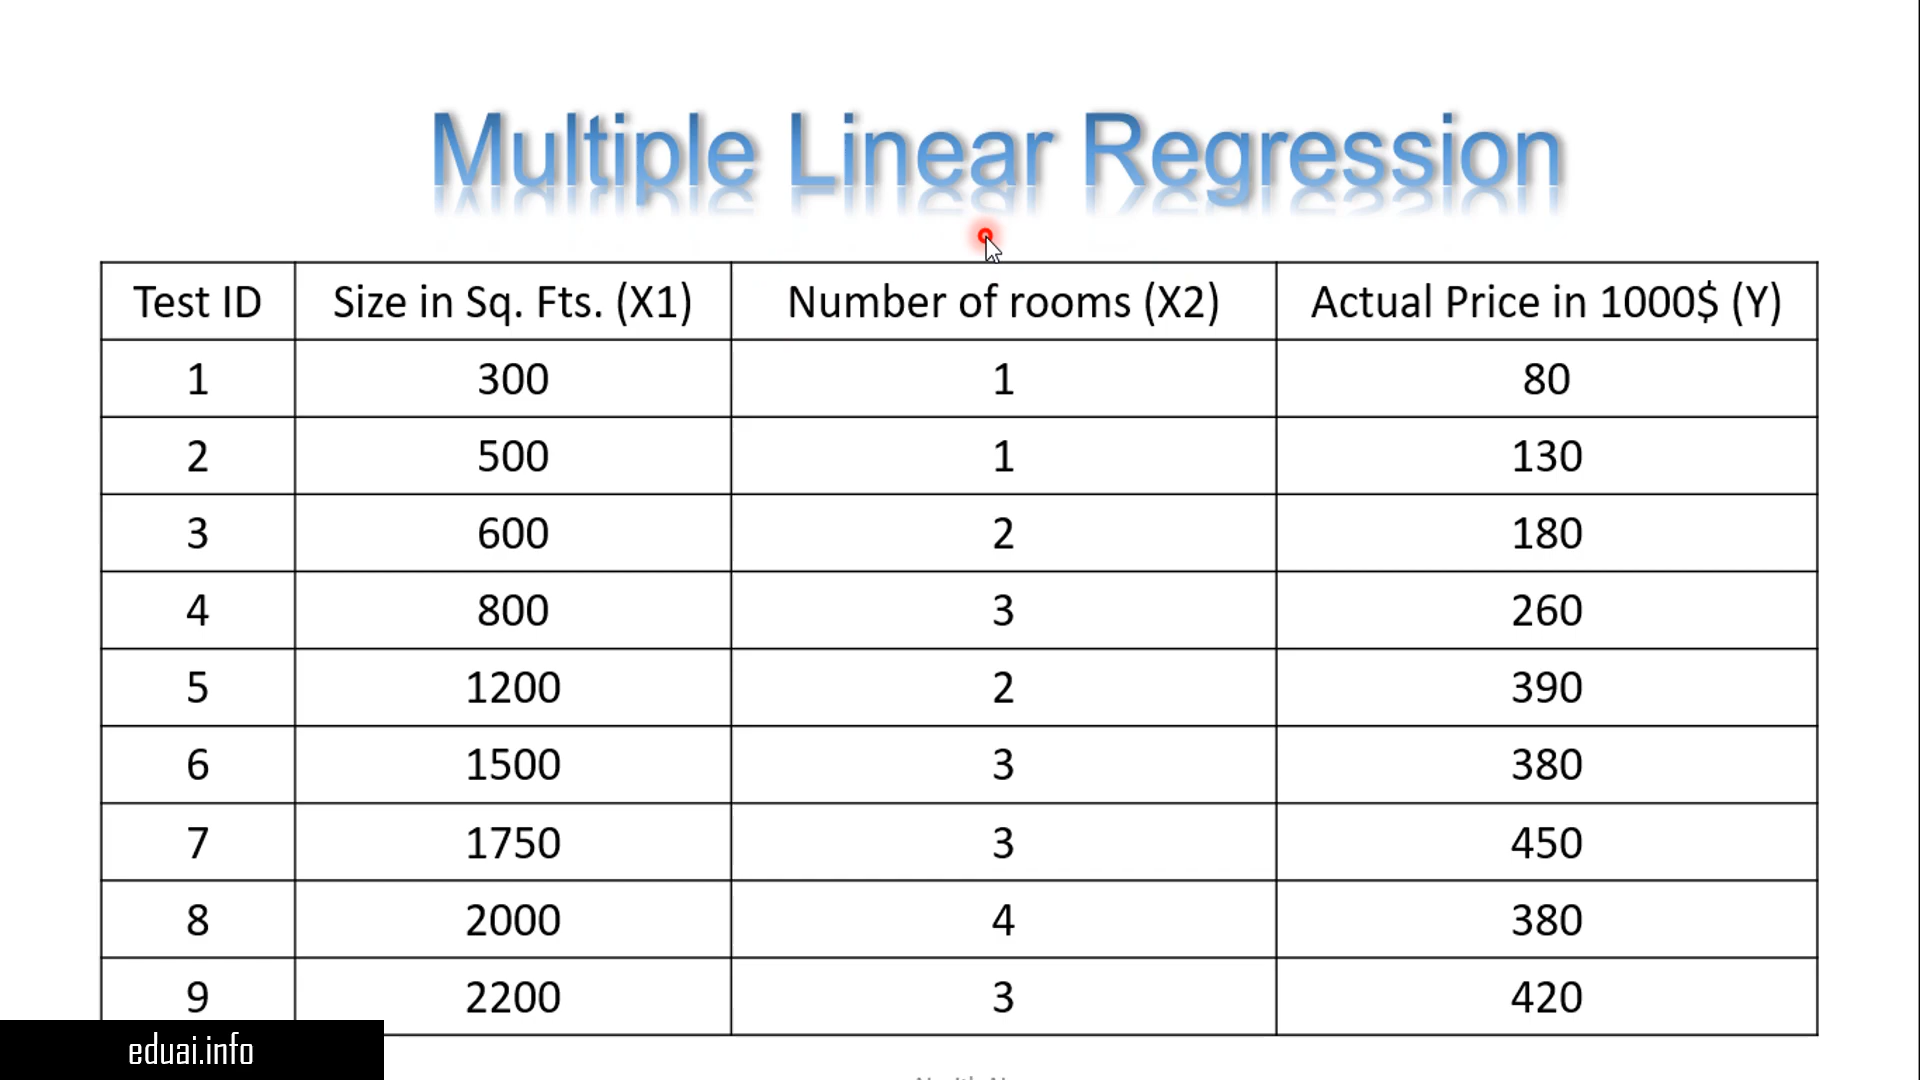 Multiple Linear Regression
Test ID Size in Sq. Fts. (X1) Number of rooms (X2) Actual Price in 1000$ (Y)
1 300 1 80
2 500 1 130
3 600 2 180
4 800 3 260
5 1200 2 390
6 1500 3 380
7 1750 3 450
8 2000 4 380
9 2200 3 420
eduai.info